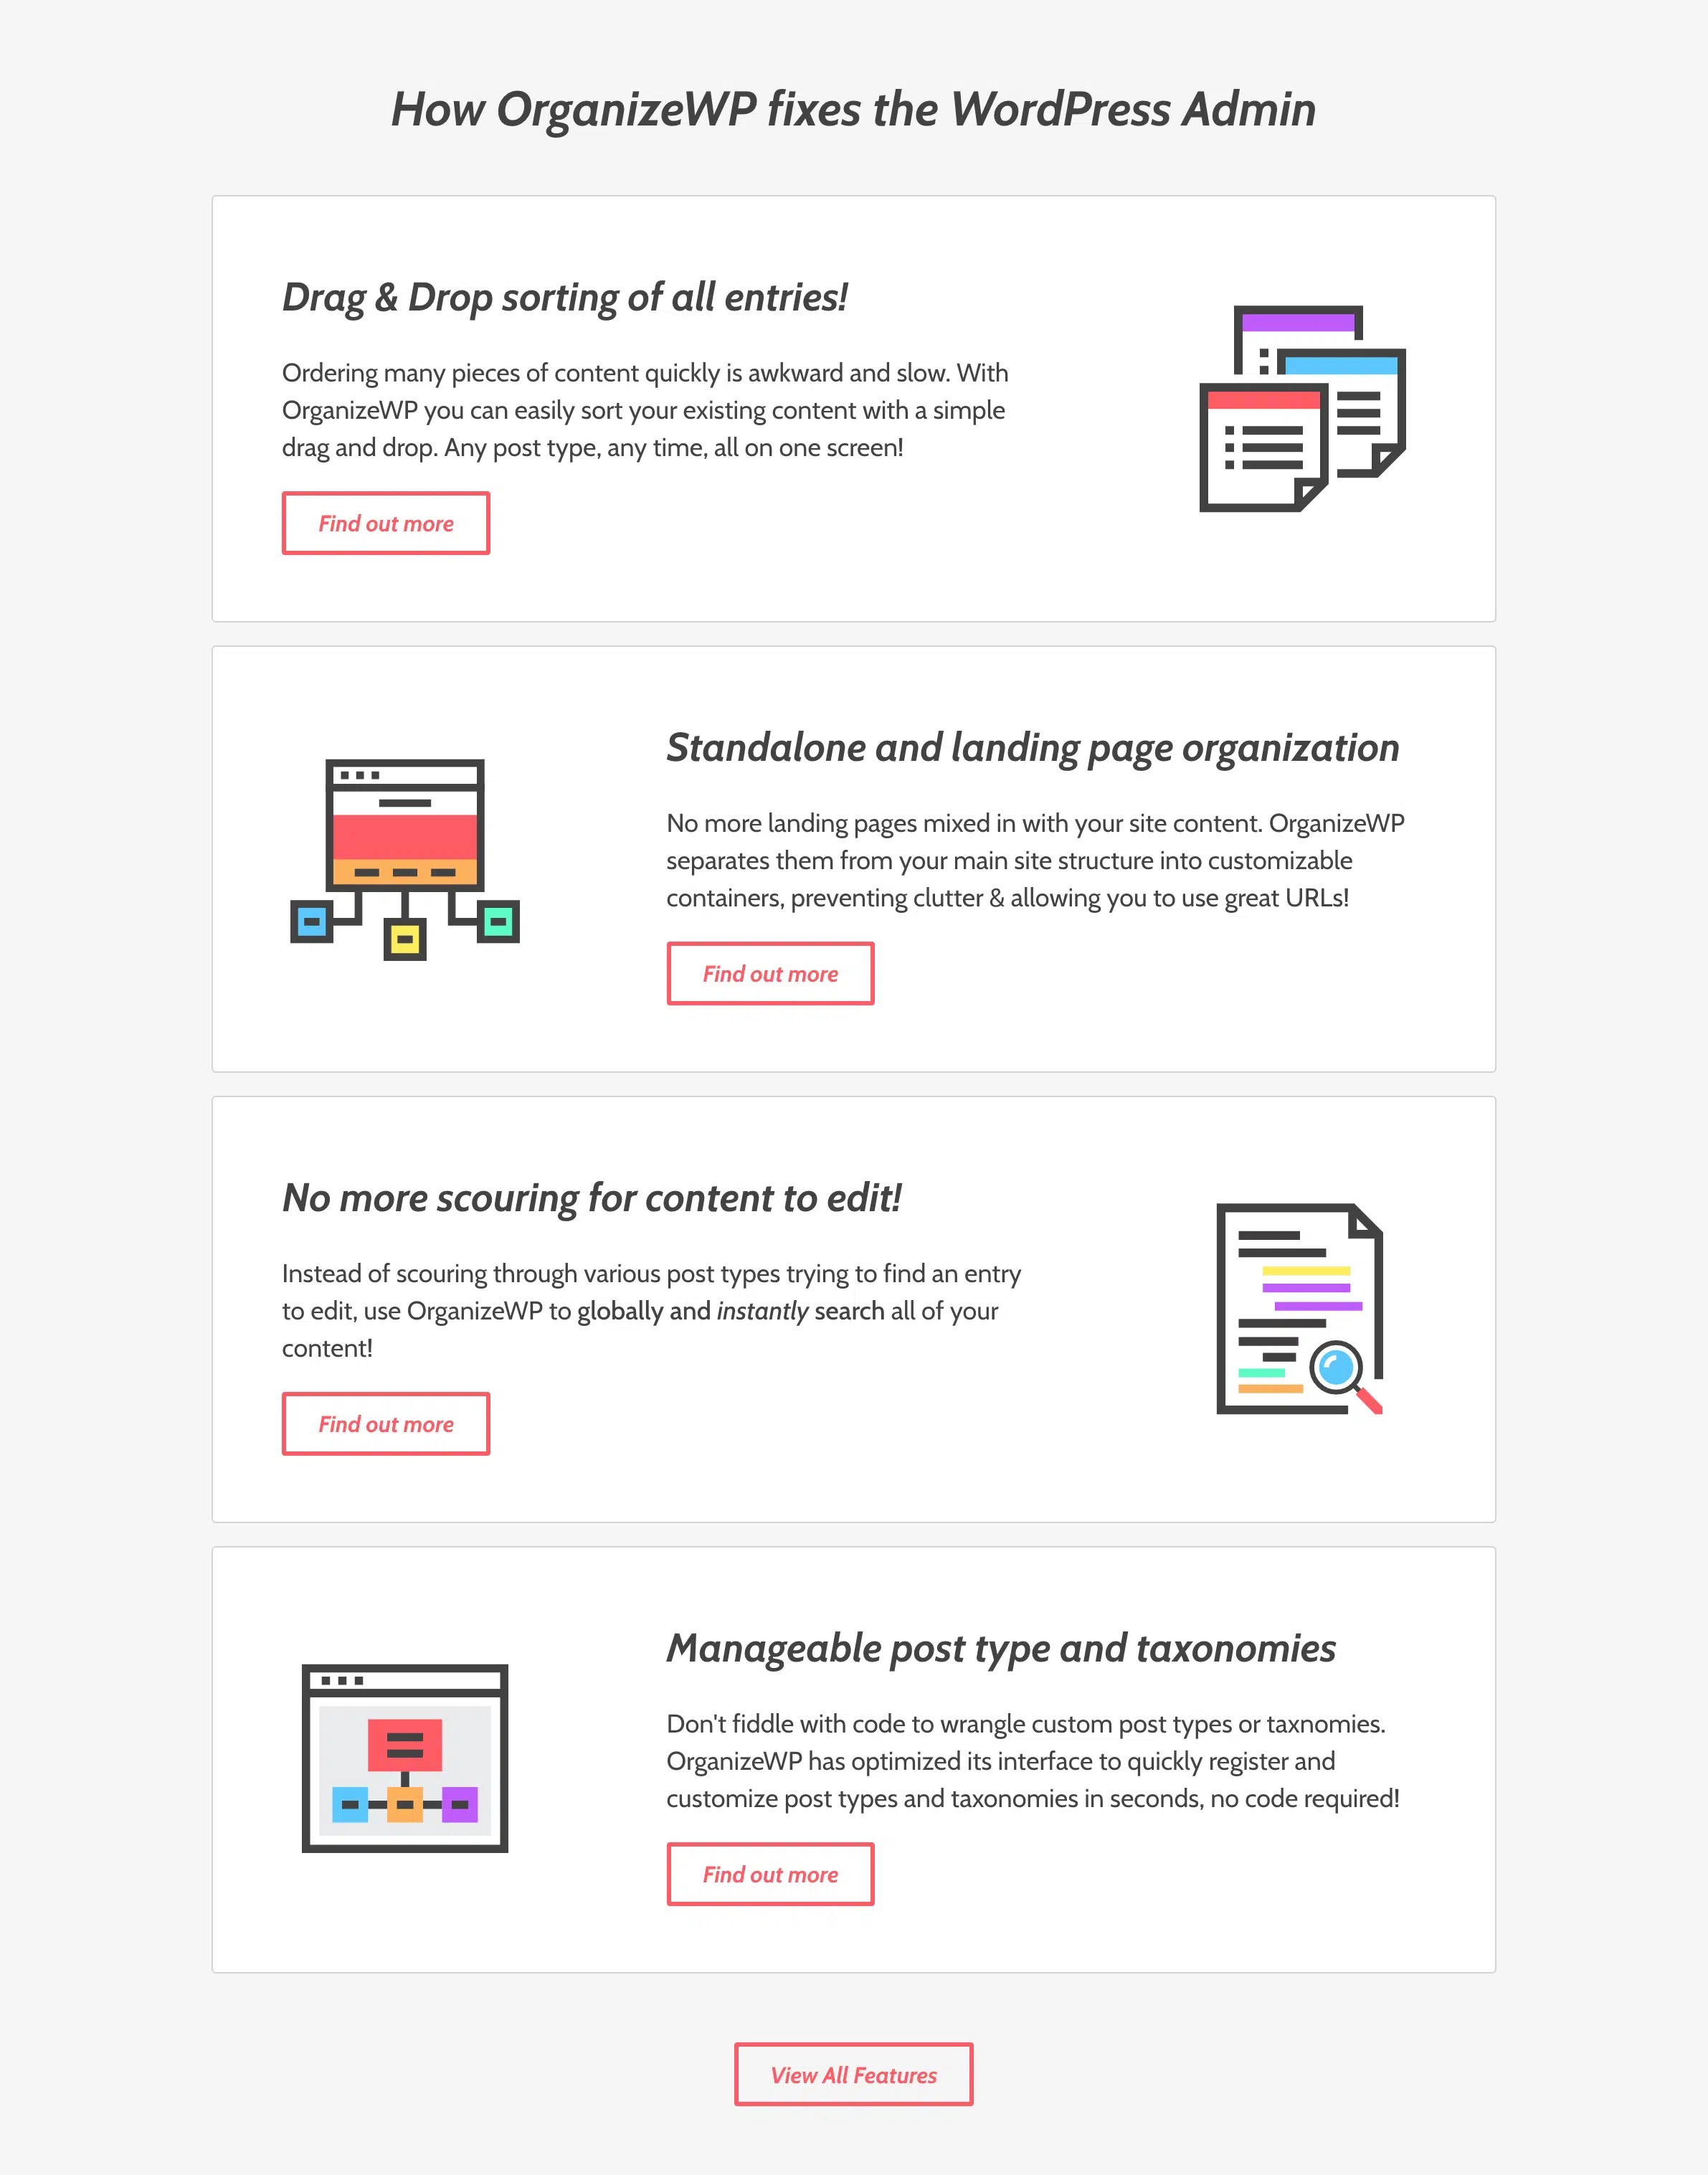 How OrganizeWP fixes the WordPress Admin
Drag & Drop sorting of all entries!
Ordering many pieces of content quickly is awkward and slow. With
OrganizeWP you can easily sort your existing content with a simple
drag and drop. Any post type, any time, all on one screen!
Find out more
Standalone and landing page organization
No more landing pages mixed in with your site content. OrganizeWP
separates them from your main site structure into customizable
containers, preventing clutter & allowing you to use great URLs!
Find out more
No more scouring for content to edit!
Instead of scouring through various post types trying to find an entry
to edit, use OrganizeWP to globally and instantly search all of your
content!
Find out more
Manageable post type and taxonomies
Don't fiddle with code to wrangle custom post types or taxnomies.
OrganizeWP has optimized its interface to quickly register and
customize post types and taxonomies in seconds, no code required!
Find out more
View All Features